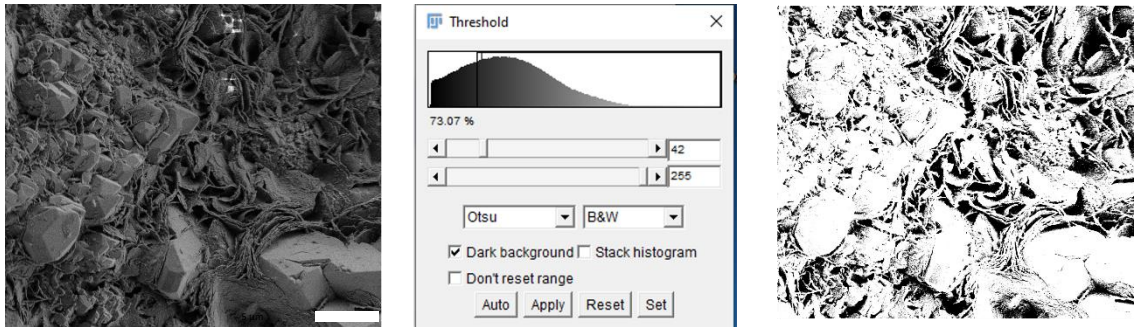 Threshold
73.07 %
42
255
Otsu B&W
Dark background Stack histogram
Don't reset range
Auto Apply Reset Set